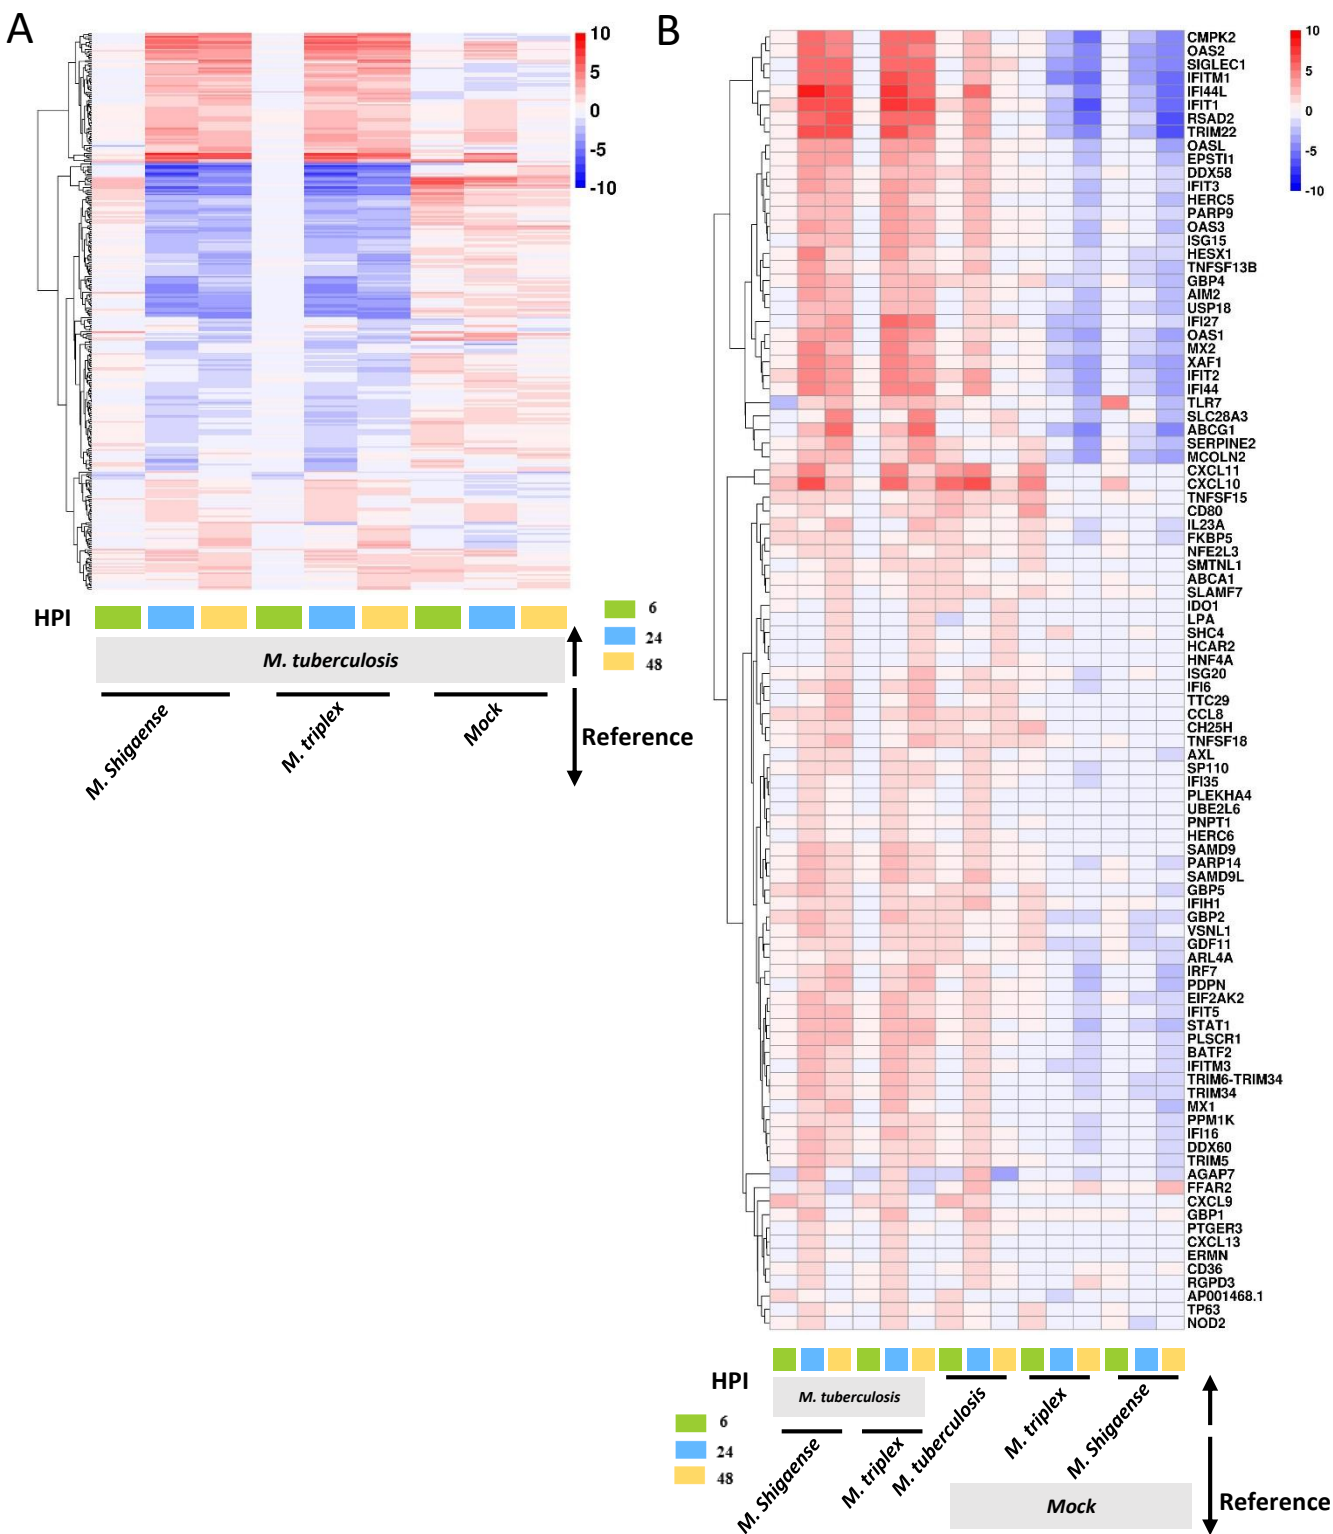 A
10
5
0
-5
-10
HPI
6
24
48
M. tuberculosis
M. Shigaense
M. triplex
Mock
Reference
B
10
5
0
-5
-10
CMPK2
OAS2
SIGLEC1
IFITM1
IFI44L
IFIT1
RSAD2
TRIM22
OASL
EPSTI1
DDX58
IFIT3
HERC5
PARP9
OAS3
ISG15
HESX1
TNFSF13B
GBP4
AIM2
USP18
IFI27
OAS1
MX2
XAF1
IFIT2
IFI44
TLR7
SLC28A3
ABCG1
SERPINE2
MCOLN2
CXCL11
CXCL10
TNFSF15
CD80
IL23A
FKBP5
NFE2L3
SMTNL1
ABCA1
SLAMF7
IDO1
LPA
SHC4
HCAR2
HNF4A
ISG20
IFI6
TTC29
CCL8
CH25H
TNFSF18
AXL
SP110
IFI35
PLEKHA4
UBE2L6
PNPT1
HERC6
SAMD9
PARP14
SAMD9L
GBP5
IFIH1
GBP2
VSNL1
GDF11
ARL4A
IRF7
PDPN
EIF2AK2
IFIT5
STAT1
PLSCR1
BATF2
IFITM3
TRIM6-TRIM34
TRIM34
MX1
PPM1K
IFI16
DDX60
TRIM5
AGAP7
FFAR2
CXCL9
GBP1
PTGER3
CXCL13
ERMN
CD36
RGPD3
AP001468.1
TP63
NOD2
HPI
6
24
48
M. tuberculosis
M. Shigaense
M. triplex
M. tuberculosis
M. triplex
M. Shigaense
Mock
Reference